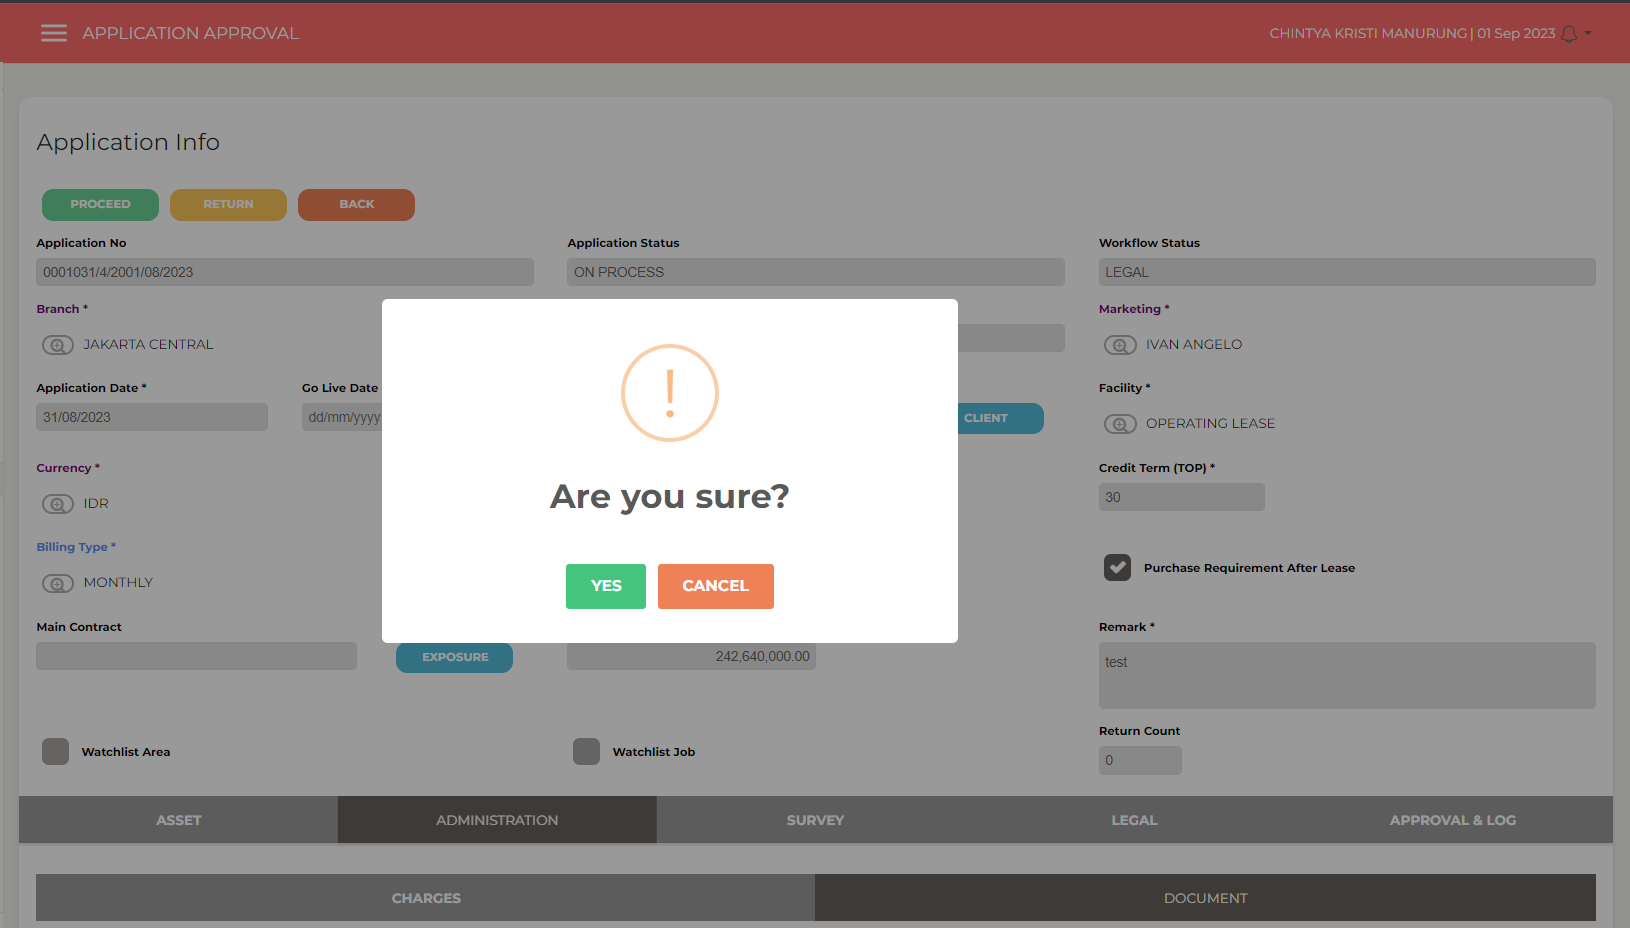 APPLICATION APPROVAL
CHINTYA KRISTI MANURUNG | 01 Sep 2023
Application Info
PROCEED RETURN BACK
Application No Application Status Workflow Status
0001031/4/2001/08/2023 ON PROCESS LEGAL
Branch * Marketing *
JAKARTA CENTRAL IVAN ANGELO
Application Date * Go Live Date Facility *
31/08/2023 dd/mm/yyyy CLIENT OPERATING LEASE
Currency * Credit Term (TOP) *
IDR 30
!
Are you sure?
Billing Type *
MONTHLY Purchase Requirement After Lease
YES CANCEL
Main Contract Remark *
EXPOSURE 242,640,000.00 test
Return Count
Watchlist Area Watchlist Job 0
ASSET ADMINISTRATION SURVEY LEGAL APPROVAL & LOG
CHARGES DOCUMENT